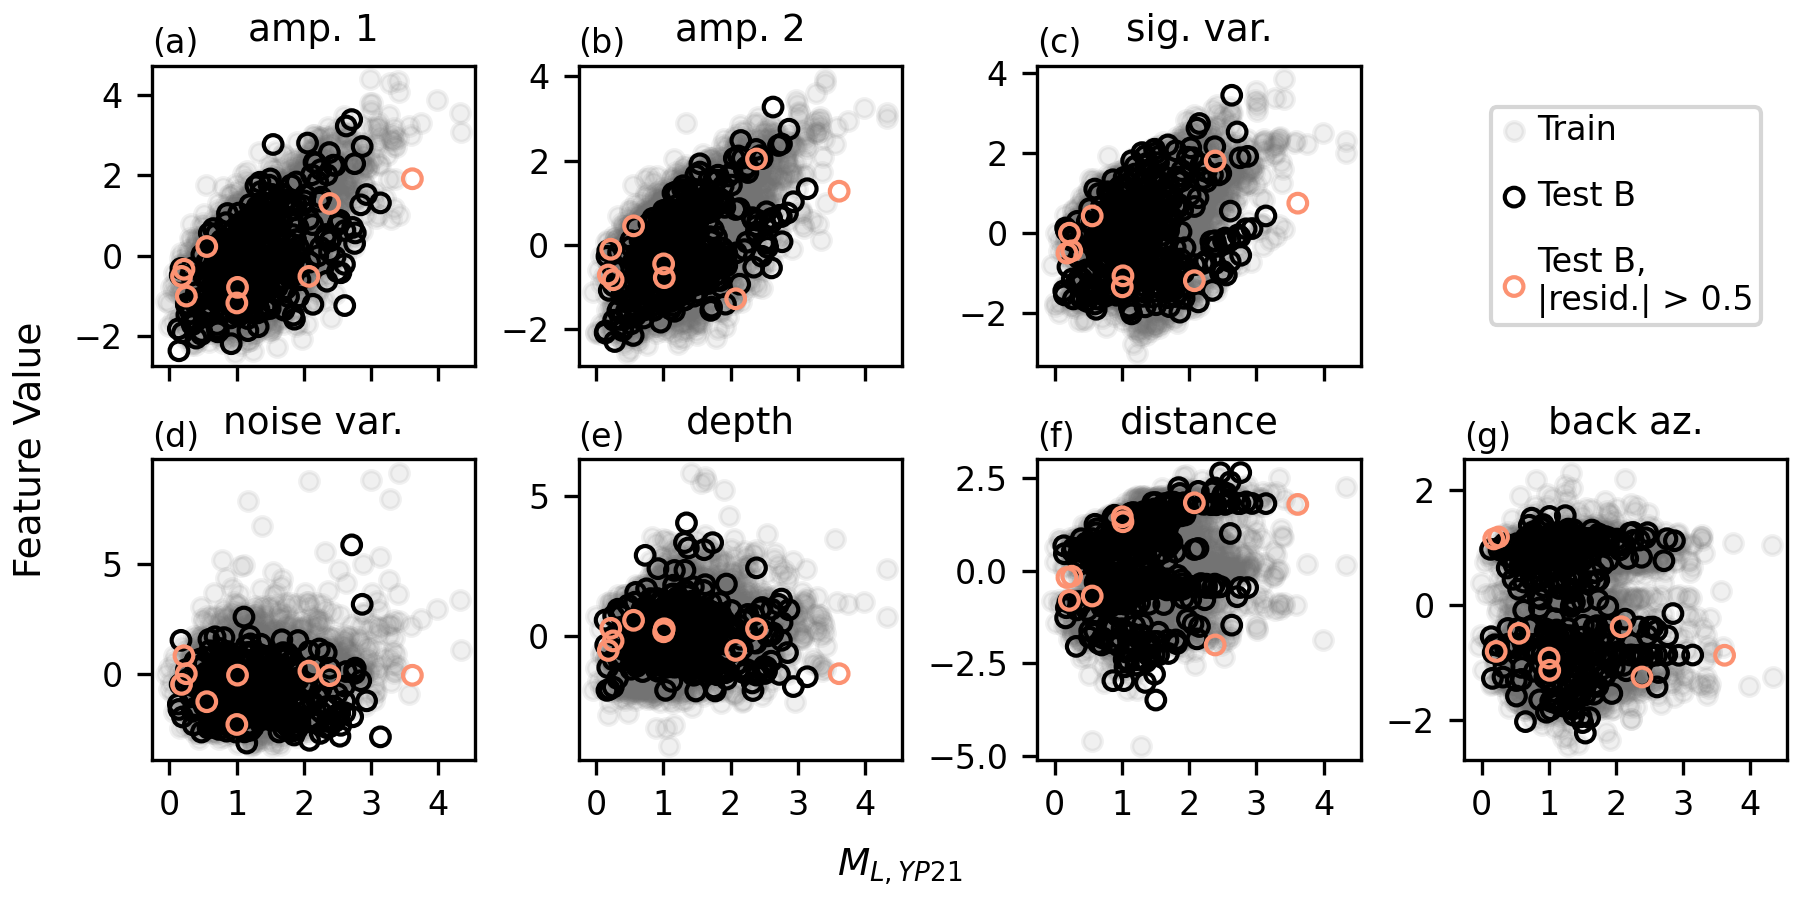 (a) amp. 1
(b) amp. 2
(c) sig. var.
4
2
0
−2
4
2
0
−2
4
2
0
−2
Train
Test B
Test B,
|resid.| > 0.5
Feature Value
(d) noise var.
(e) depth
(f) distance
(g) back az.
5
0
5
0
2.5
0.0
−2.5
−5.0
2
0
−2
0 1 2 3 4
0 1 2 3 4
0 1 2 3 4
0 1 2 3 4
M_{L, YP21}